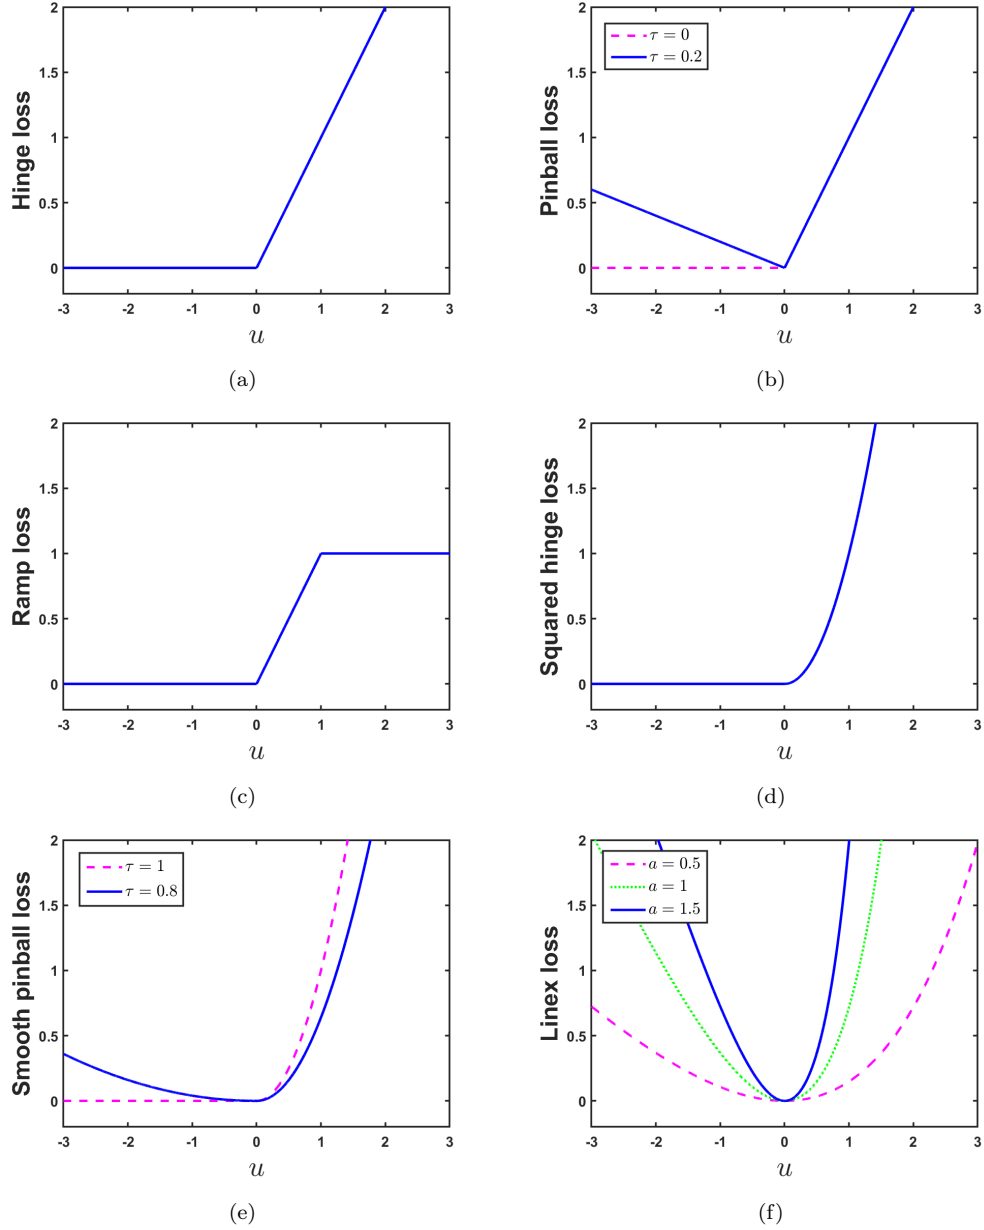 2
1.5
1
0.5
0
-3 -2 -1 0 1 2 3
Hinge loss
u
(a)
2
1.5
1
0.5
0
-3 -2 -1 0 1 2 3
Pinball loss
τ = 0
τ = 0.2
u
(b)
2
1.5
1
0.5
0
-3 -2 -1 0 1 2 3
Ramp loss
u
(c)
2
1.5
1
0.5
0
-3 -2 -1 0 1 2 3
Squared hinge loss
u
(d)
2
1.5
1
0.5
0
-3 -2 -1 0 1 2 3
Smooth pinball loss
τ = 1
τ = 0.8
u
(e)
2
1.5
1
0.5
0
-3 -2 -1 0 1 2 3
Linex loss
a = 0.5
a = 1
a = 1.5
u
(f)